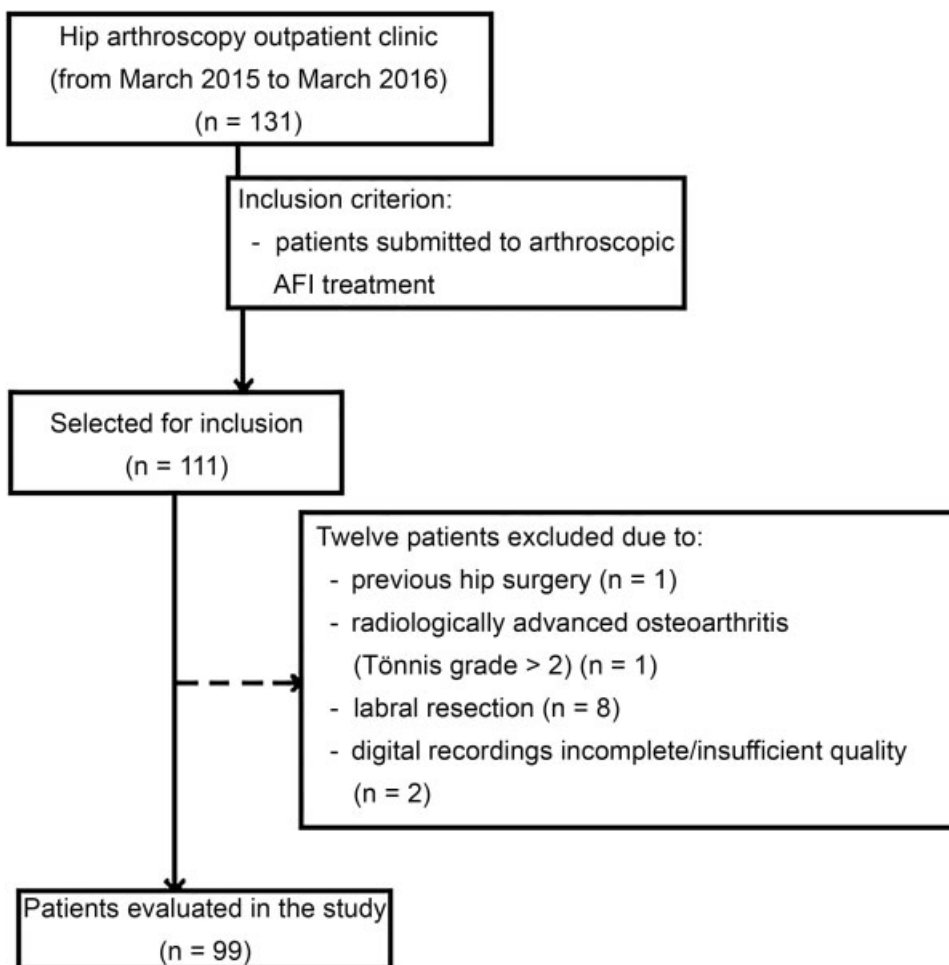 Hip arthroscopy outpatient clinic
(from March 2015 to March 2016)
(n = 131)
Inclusion criterion:
- patients submitted to arthroscopic
AFI treatment
Selected for inclusion
(n = 111)
Twelve patients excluded due to:
- previous hip surgery (n = 1)
- radiologically advanced osteoarthritis
(Tönnis grade > 2) (n = 1)
- labral resection (n = 8)
- digital recordings incomplete/insufficient quality
(n = 2)
Patients evaluated in the study
(n = 99)